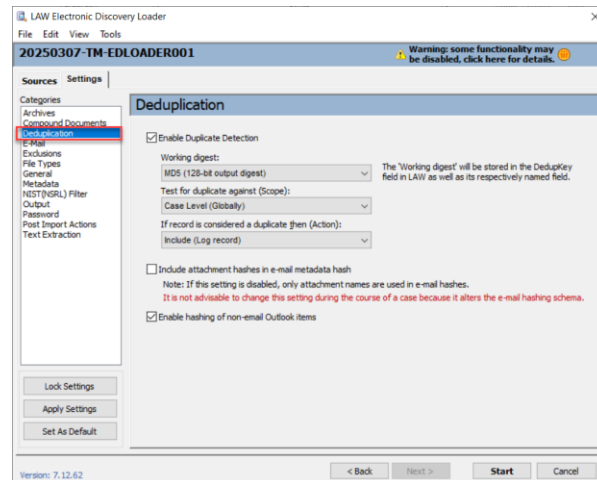 LAW Electronic Discovery Loader
File Edit View Tools
20250307-TM-EDLOADER001
Warning: some functionality may
be disabled, click here for details.
Sources Settings
Categories
Archives
Compound Documents
Deduplication
E-Mail
Exclusions
File Types
General
Metadata
NIST(NSRL) Filter
Output
Password
Post Import Actions
Text Extraction
Deduplication
Enable Duplicate Detection
Working digest:
MD5 (128-bit output digest)
The 'Working digest' will be stored in the DedupKey
field in LAW as well as its respectively named field.
Test for duplicate against (Scope):
Case Level (Globally)
If record is considered a duplicate then (Action):
Include (Log record)
Include attachment hashes in e-mail metadata hash
Note: If this setting is disabled, only attachment names are used in e-mail hashes.
It is not advisable to change this setting during the course of a case because it alters the e-mail hashing schema.
Enable hashing of non-email Outlook items
Lock Settings
Apply Settings
Set As Default
Version: 7.12.62
< Back Next > Start Cancel